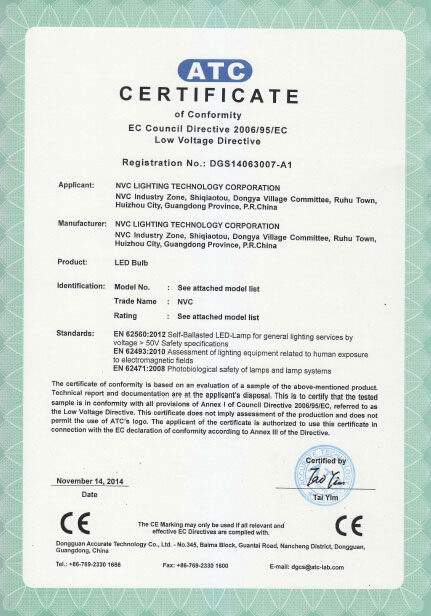 ATC
CERTIFICATE
of Conformity
EC Council Directive 2006/95/EC
Low Voltage Directive
Registration No.: DGS14063007-A1
Applicant: NVC LIGHTING TECHNOLOGY CORPORATION
NVC Industry Zone, Shiqiaotou, Dongya Village Committee, Ruhu Town,
Huizhou City, Guangdong Province, P.R.China
Manufacturer: NVC LIGHTING TECHNOLOGY CORPORATION
NVC Industry Zone, Shiqiaotou, Dongya Village Committee, Ruhu Town,
Huizhou City, Guangdong Province, P.R.China
Product: LED Bulb
Identification: Model No. : See attached model list
Trade Name : NVC
Rating : See attached model list
Standards: EN 62560:2012 Self-Ballasted LED-Lamp for general lighting services by
voltage > 50V Safety specifications
EN 62493:2010 Assessment of lighting equipment related to human exposure
to electromagnetic fields
EN 62471:2008 Photobiological safety of lamps and lamp systems
The certificate of conformity is based on an evaluation of a sample of the above-mentioned product.
Technical report and documentation are at the applicant's disposal. This is to certify that the tested
sample is in conformity with all provisions of Annex I of Council Directive 2006/95/EC, referred to as
the Low Voltage Directive. This certificate does not imply assessment of the production and does not
permit the use of ATC's logo. The applicant of the certificate is authorized to use this certificate in
connection with the EC declaration of conformity according to Annex III of the Directive.
Certified by
Tao Yim
November 14, 2014
Tai Yim
Date
CE
The CE Marking may only be used if all relevant and
effective EC Directives are complied with.
CE
Dongguan Accurate Technology Co., Ltd. - No.345, Baima Block, Guantai Road, Nancheng District, Dongguan,
Guangdong, China
Tel.: +86-769-2330 1666 Fax: +86-769-2330 1600 E-mail: dgcs@atc-lab.com